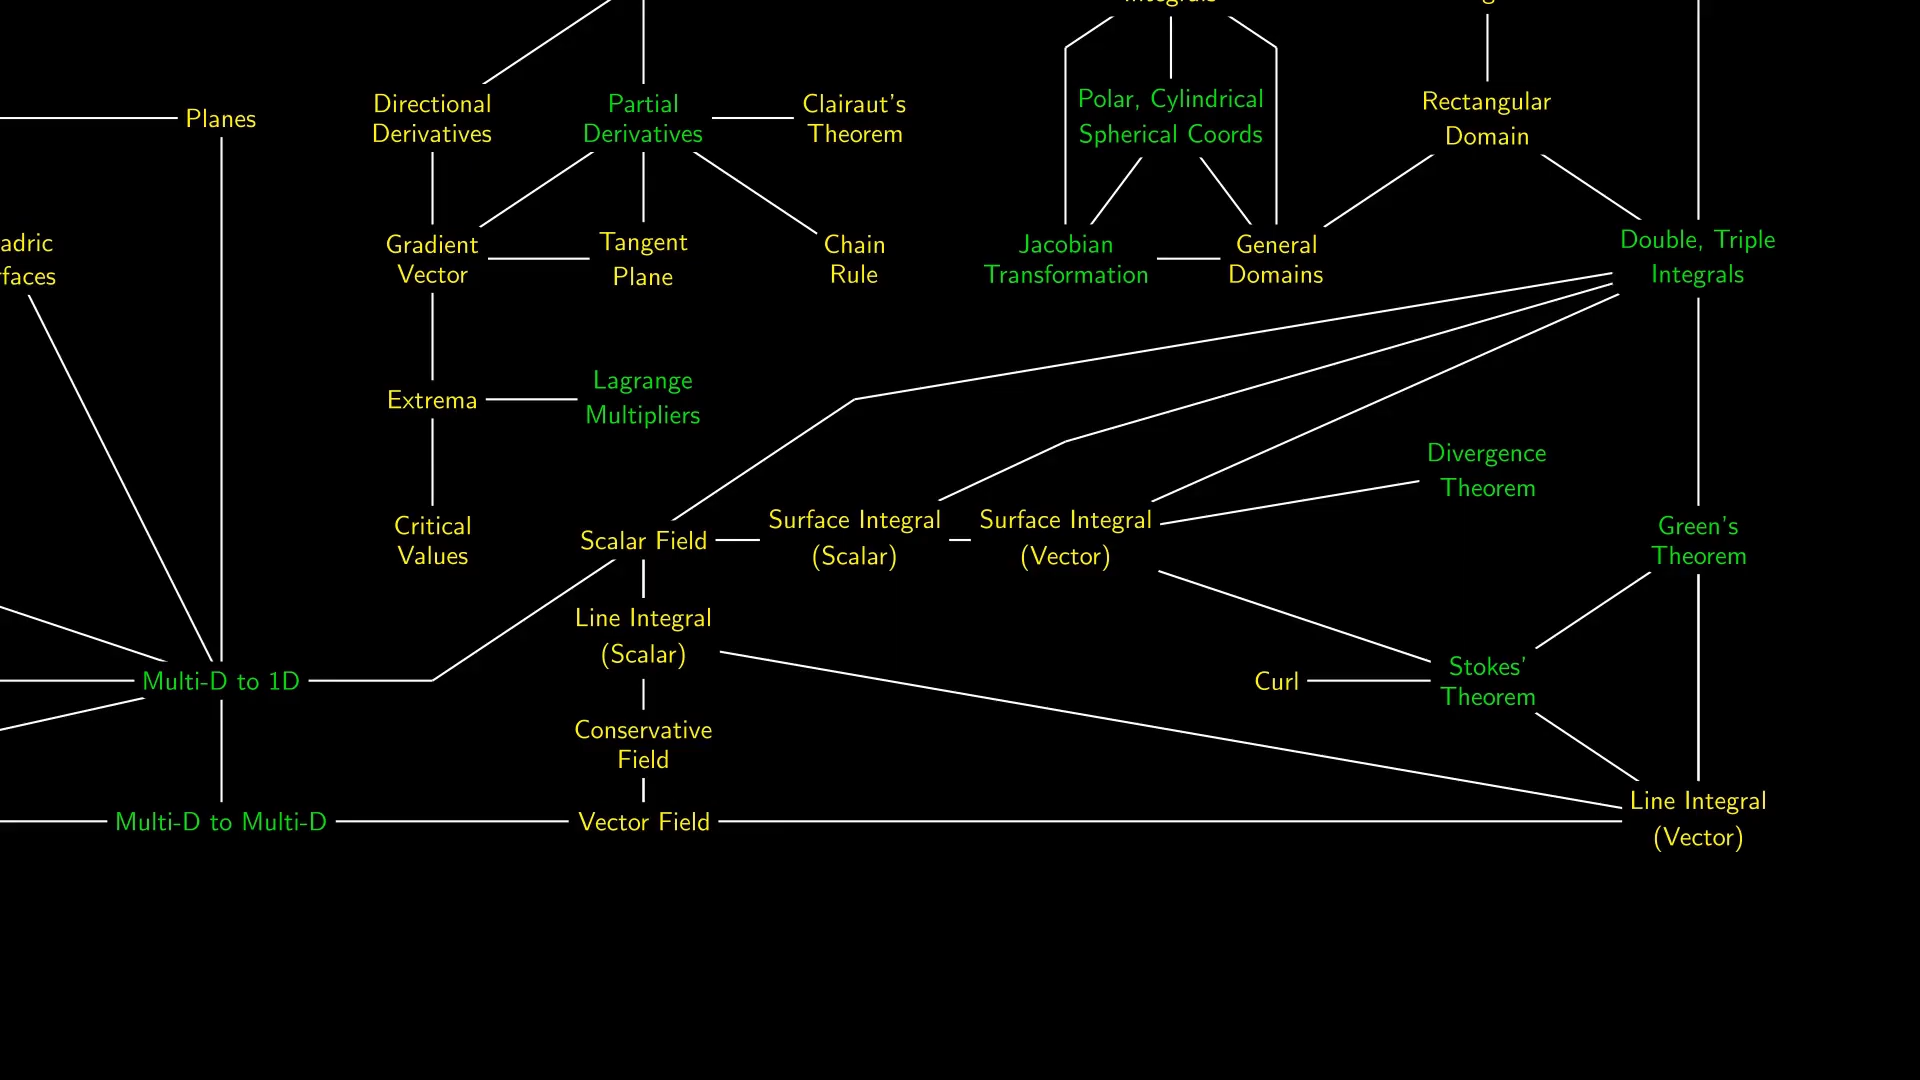 Planes
Directional
Derivatives
Partial
Derivatives
Clairaut's
Theorem
Polar, Cylindrical
Spherical Coords
Rectangular
Domain
Gradient
Vector
Tangent
Plane
Chain
Rule
Jacobian
Transformation
General
Domains
Double, Triple
Integrals
Extrema
Lagrange
Multipliers
Critical
Values
Scalar Field
Surface Integral
(Scalar)
Surface Integral
(Vector)
Divergence
Theorem
Green's
Theorem
Line Integral
(Scalar)
Multi-D to 1D
Curl
Stokes'
Theorem
Conservative
Field
Multi-D to Multi-D
Vector Field
Line Integral
(Vector)